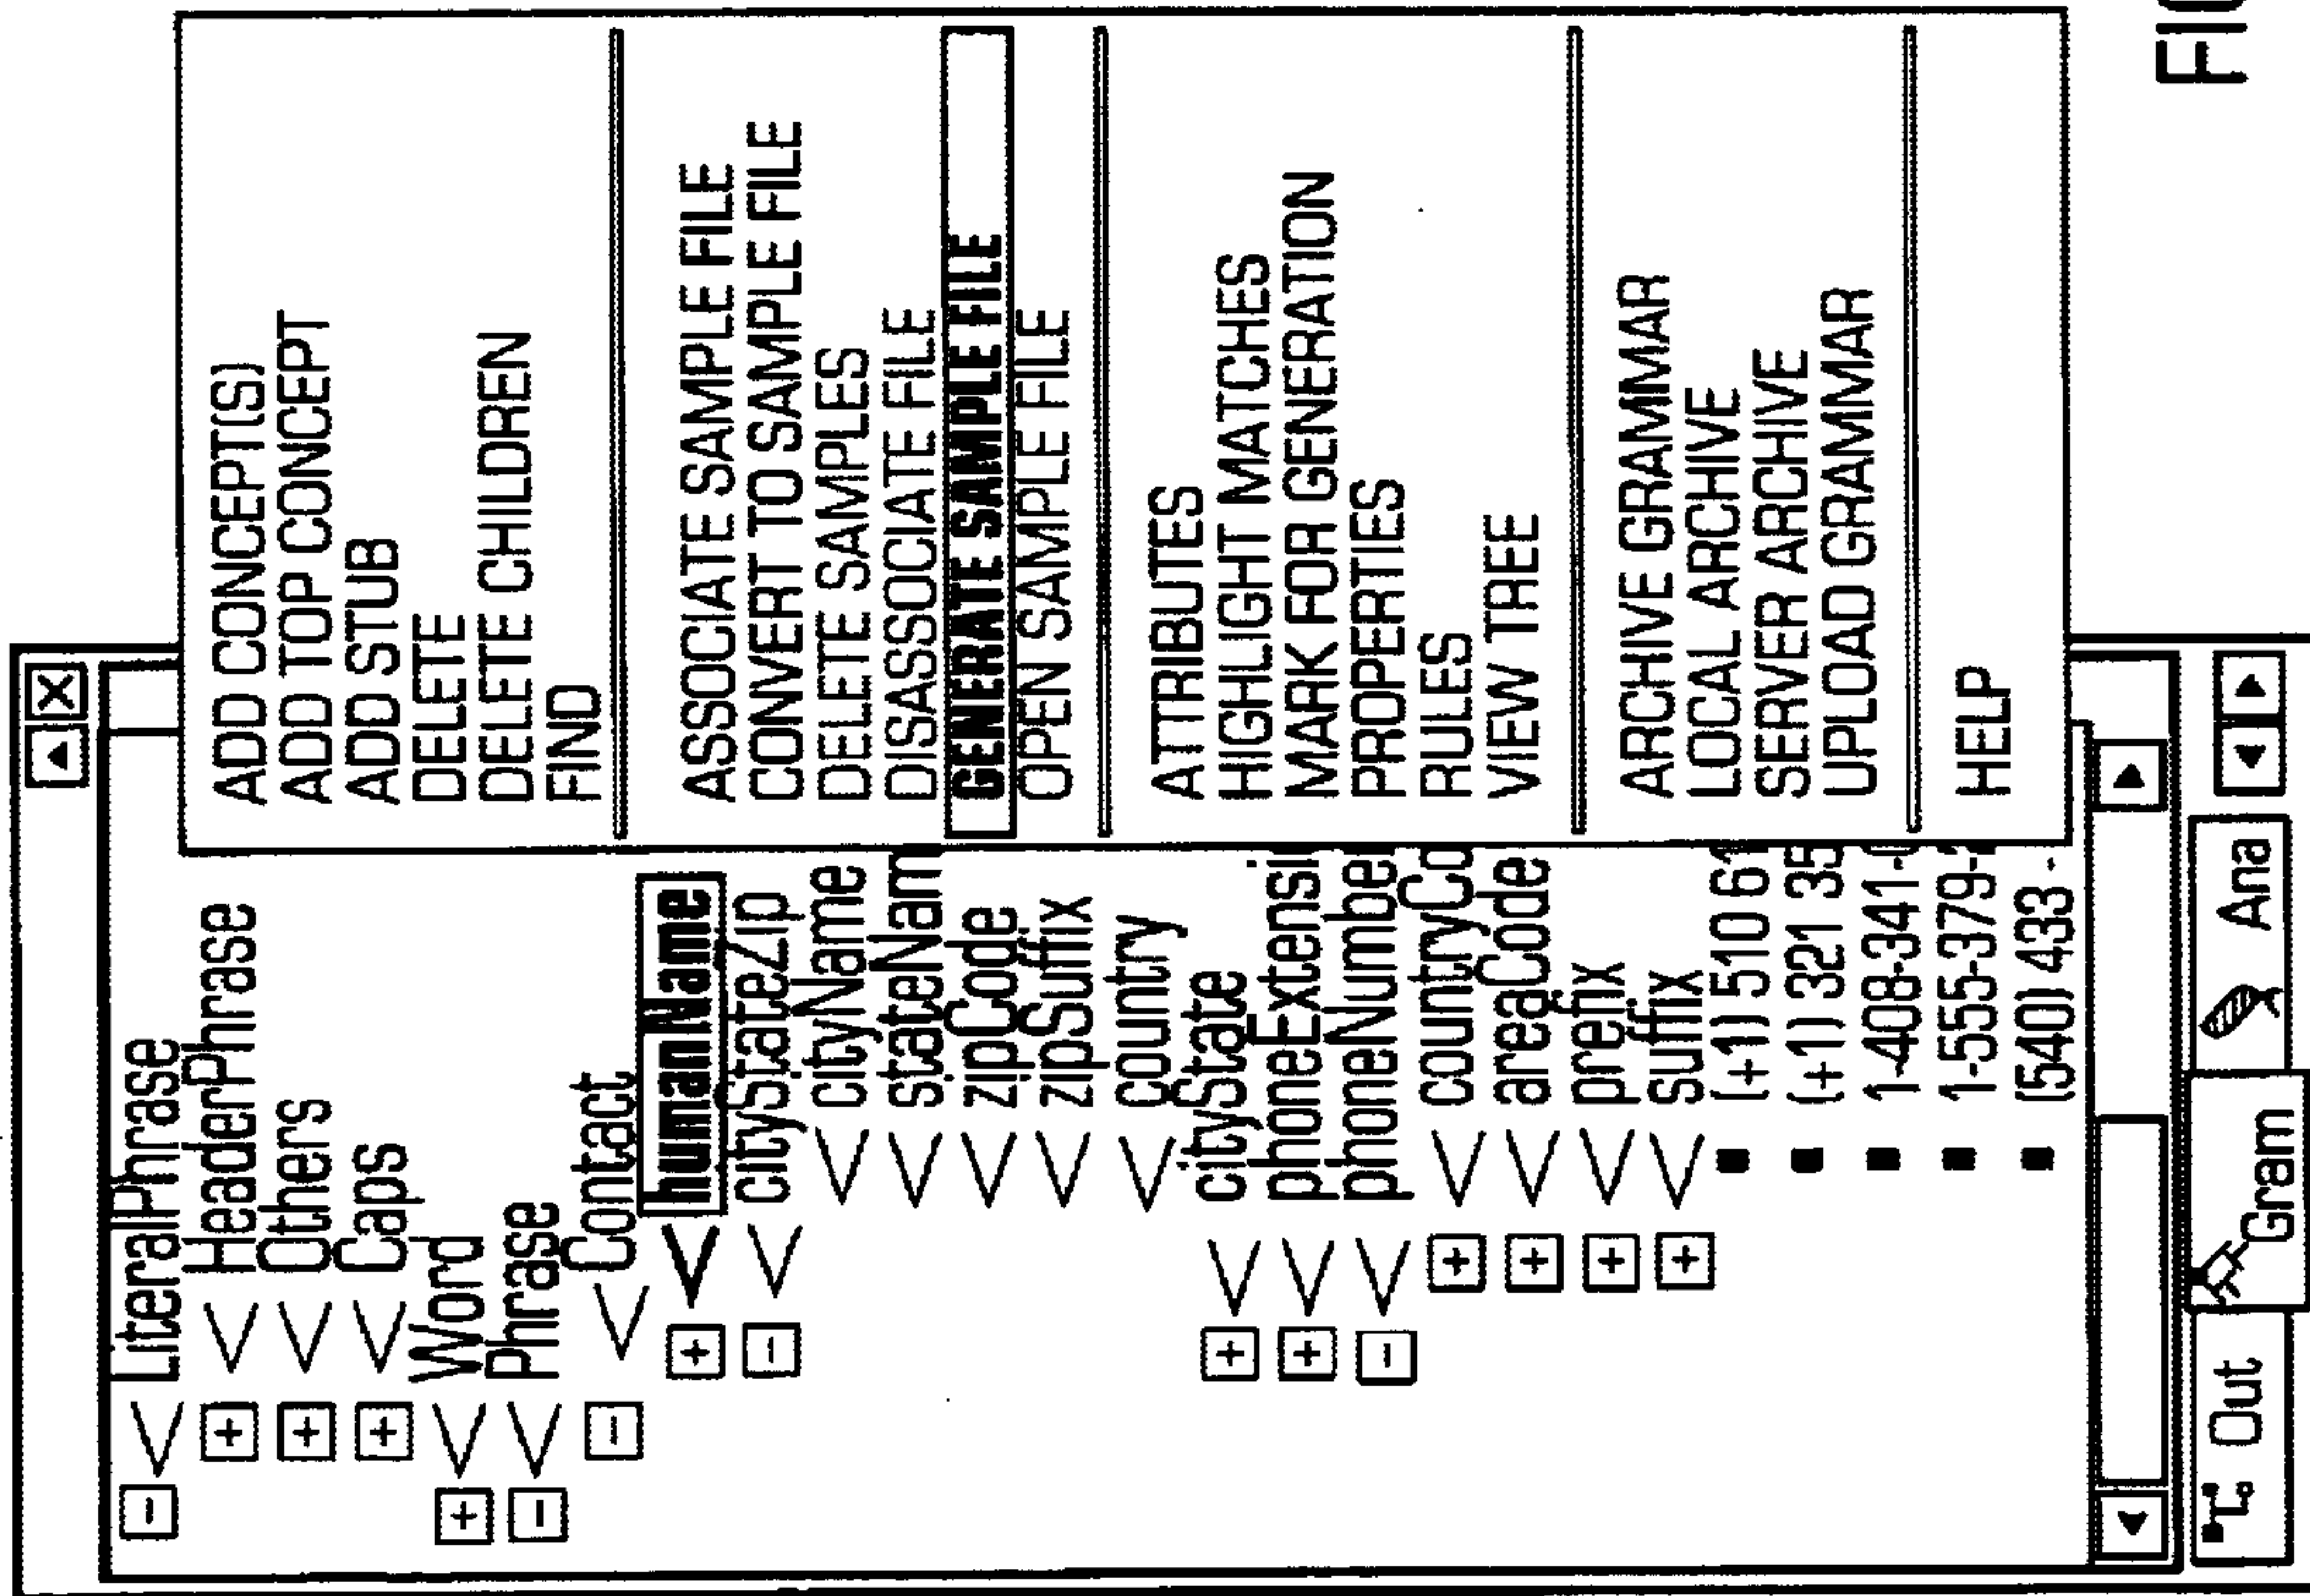 LiteralPhrase
HeaderPhrase
Others
Caps
Word
Phrase
Contact
humanName
cityStateZip
cityName
stateNam
zipCode
zipSuffix
country
cityState
phoneExtensi
phoneNumbe
countryCo
areaCode
prefix
suffix
(+1) 510 61
(+1) 321 35
1-408-341-
1-555-379-
(540) 433 -
ADD CONCEPT(S)
ADD TOP CONCEPT
ADD STUB
DELETE
DELETE CHILDREN
FIND
ASSOCIATE SAMPLE FILE
CONVERT TO SAMPLE FILE
DELETE SAMPLES
DISASSOCIATE FILE
GENERATE SAMPLE FILE
OPEN SAMPLE FILE
ATTRIBUTES
HIGHLIGHT MATCHES
MARK FOR GENERATION
PROPERTIES
RULES
VIEW TREE
ARCHIVE GRAMMAR
LOCAL ARCHIVE
SERVER ARCHIVE
UPLOAD GRAMMAR
HELP
Out
Gram
Ana